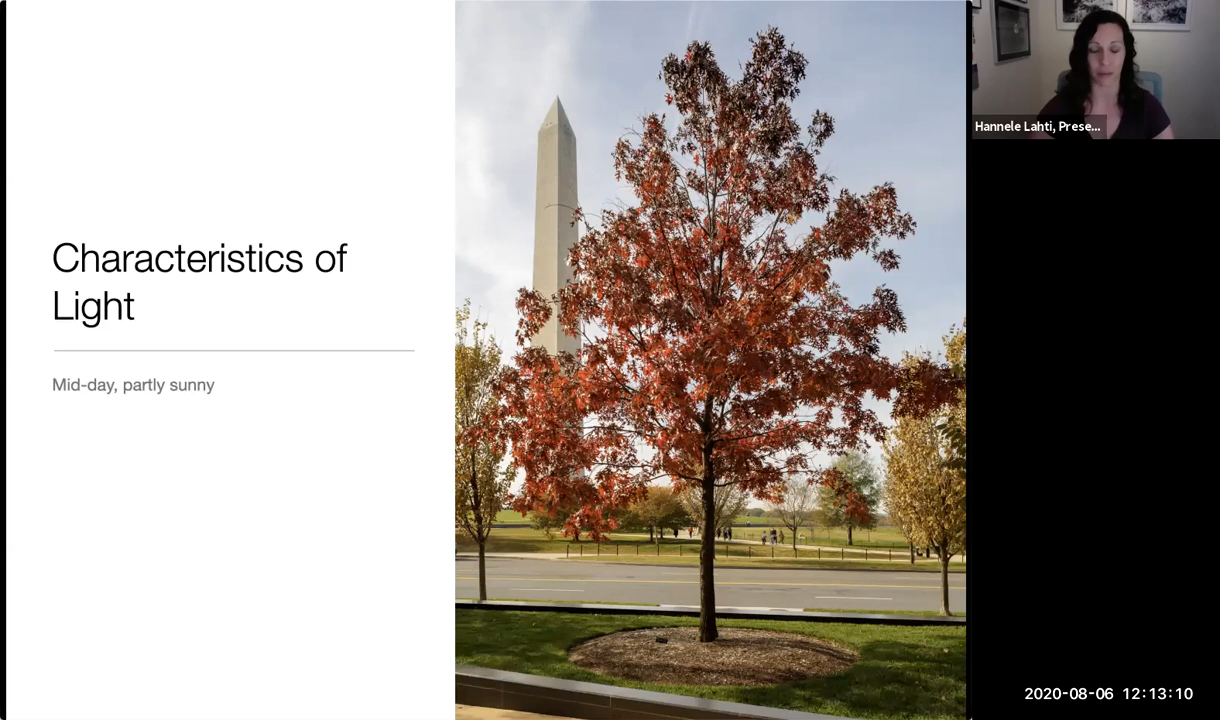 Characteristics of
Light
Mid-day, partly sunny
Hannele Lahti, Prese...
2020-08-06 12:13:10